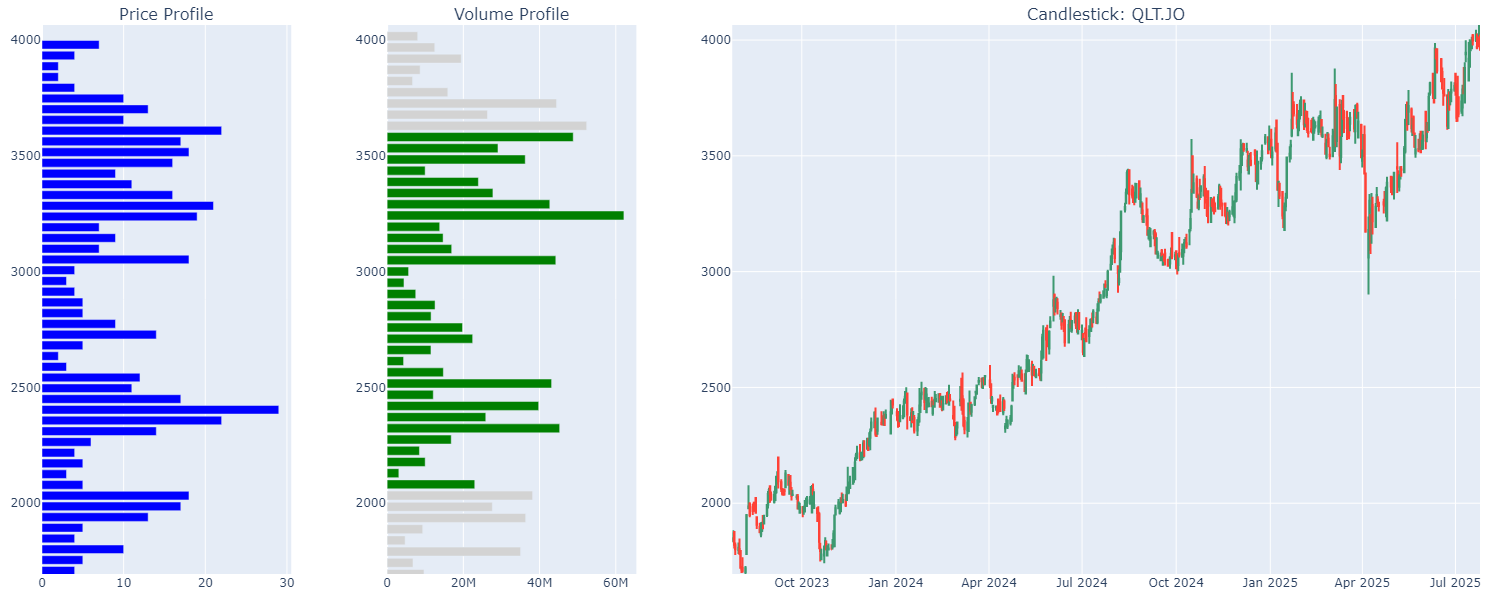 Price Profile
Volume Profile
Candlestick: QLT.JO
4000
3500
3000
2500
2000
0
10
20
30
4000
3500
3000
2500
2000
0
20M
40M
60M
4000
3500
3000
2500
2000
Oct 2023
Jan 2024
Apr 2024
Jul 2024
Oct 2024
Jan 2025
Apr 2025
Jul 2025